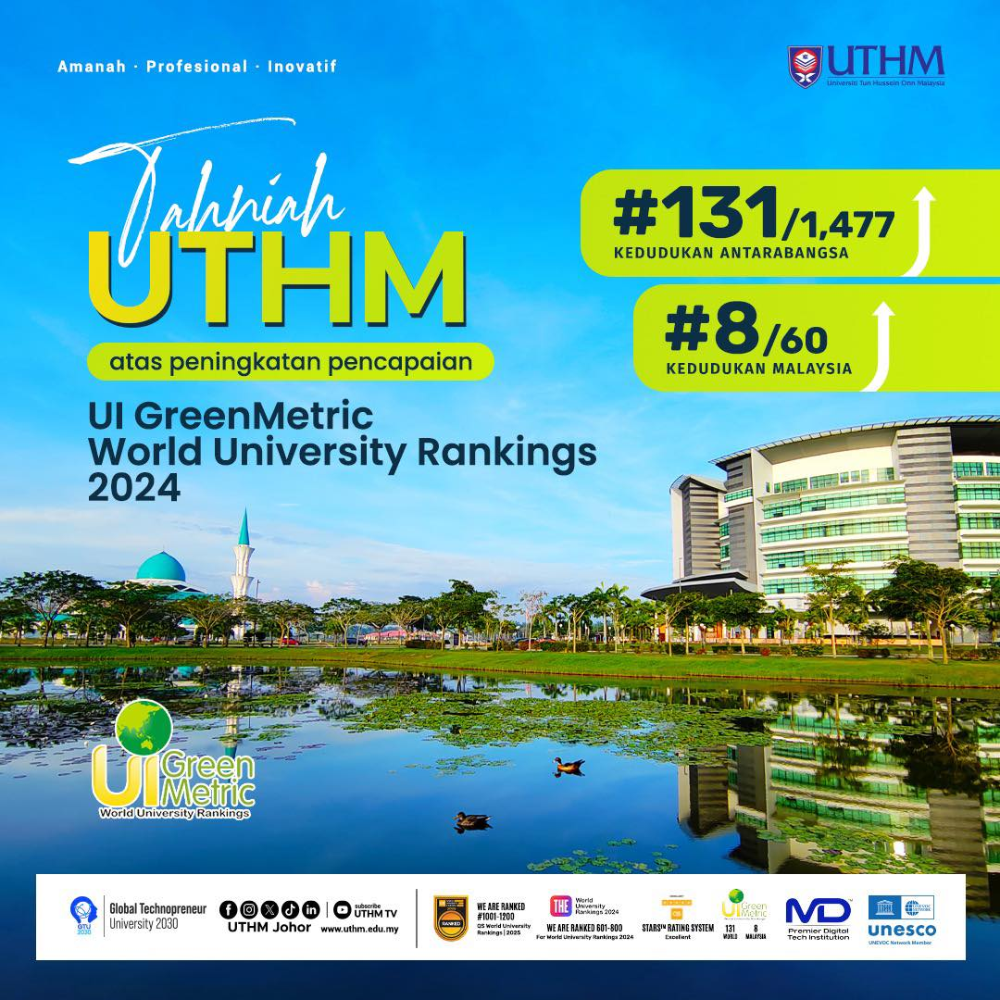 Amanah · Profesional · Inovatif
UTHM
Universiti Tun Hussein Onn Malaysia
Tahniah
UTHM
atas peningkatan pencapaian
UI GreenMetric
World University Rankings
2024
#131/1,477
KEDUDUKAN ANTARABANGSA
#8/60
KEDUDUKAN MALAYSIA
UI Green
Metric
World University Rankings
GTU
2030
Global Technopreneur
University 2030
UTHM Johor
subscribe
UTHM TV
www.uthm.edu.my
RANKED
WE ARE RANKED
#1001-1200
QS World University
Rankings | 2025
THE
World
University
Rankings 2024
WE ARE RANKED 601-800
For World University Rankings 2024
QS
STARS™ RATING SYSTEM
Excellent
UI Green
Metric
World University Rankings
131
WORLD
8
MALAYSIA
MD™
Premier Digital
Tech Institution
unesco
UNEVOC
NETWORK
UNEVOC Network Member